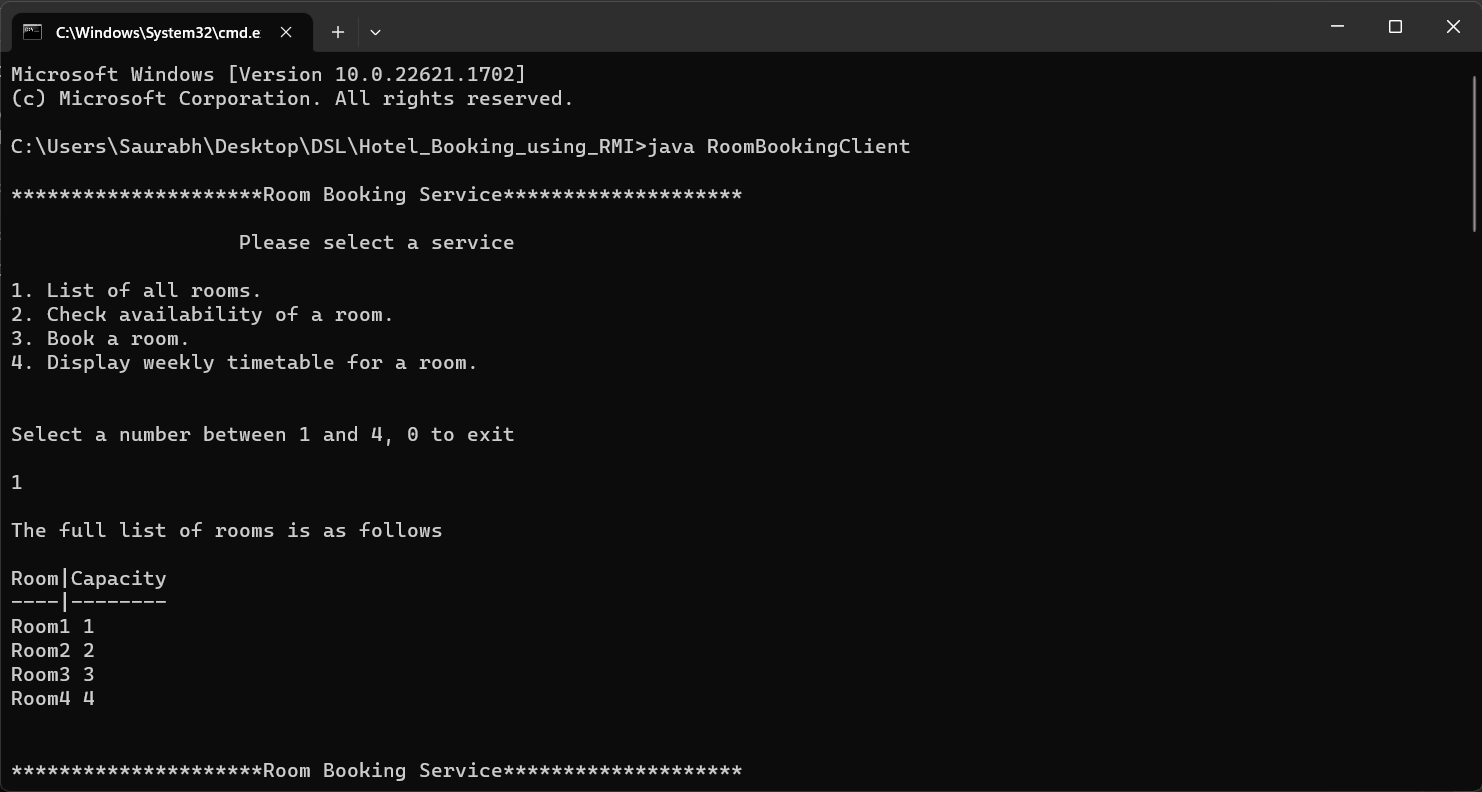 C:\Windows\System32\cmd.e
Microsoft Windows [Version 10.0.22621.1702]
(c) Microsoft Corporation. All rights reserved.
C:\Users\Saurabh\Desktop\DSL\Hotel_Booking_using_RMI>java RoomBookingClient
*********************Room Booking Service********************
Please select a service
1. List of all rooms.
2. Check availability of a room.
3. Book a room.
4. Display weekly timetable for a room.
Select a number between 1 and 4, 0 to exit
1
The full list of rooms is as follows
Room|Capacity
----|--------
Room1 1
Room2 2
Room3 3
Room4 4
*********************Room Booking Service********************